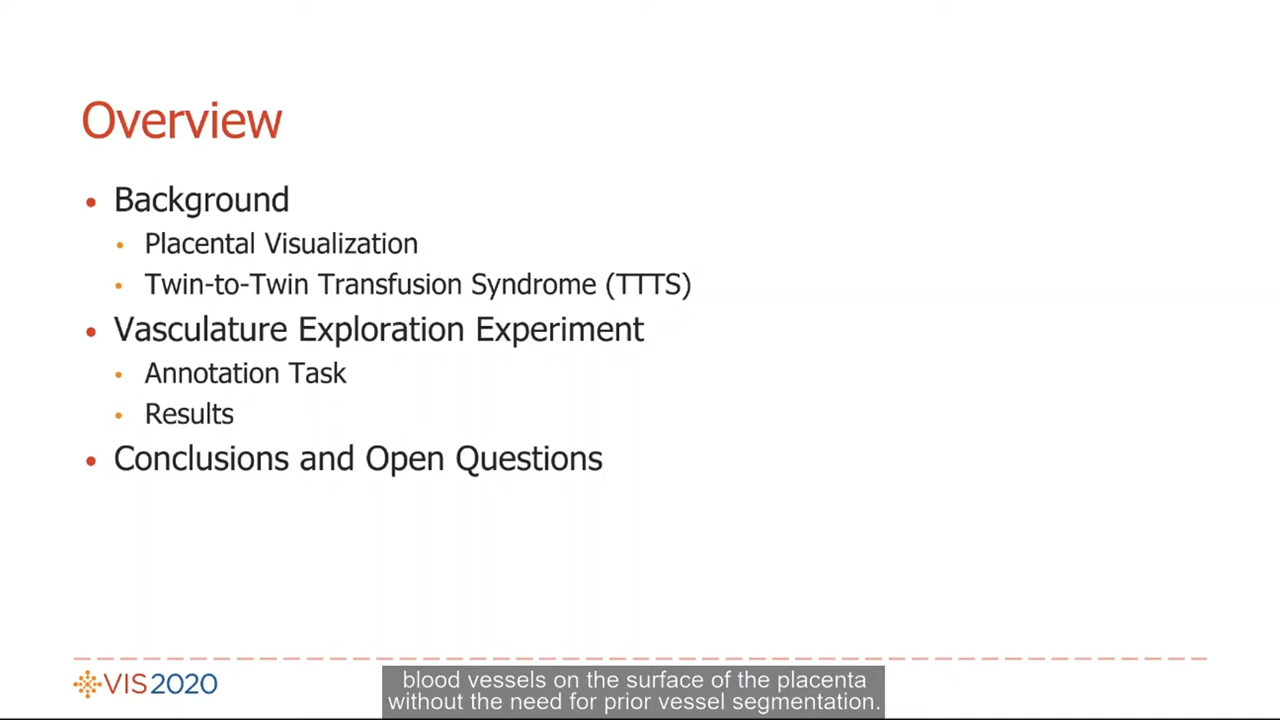 Overview
• Background
• Placental Visualization
• Twin-to-Twin Transfusion Syndrome (TTTS)
• Vasculature Exploration Experiment
• Annotation Task
• Results
• Conclusions and Open Questions
VIS2020
blood vessels on the surface of the placenta
without the need for prior vessel segmentation.